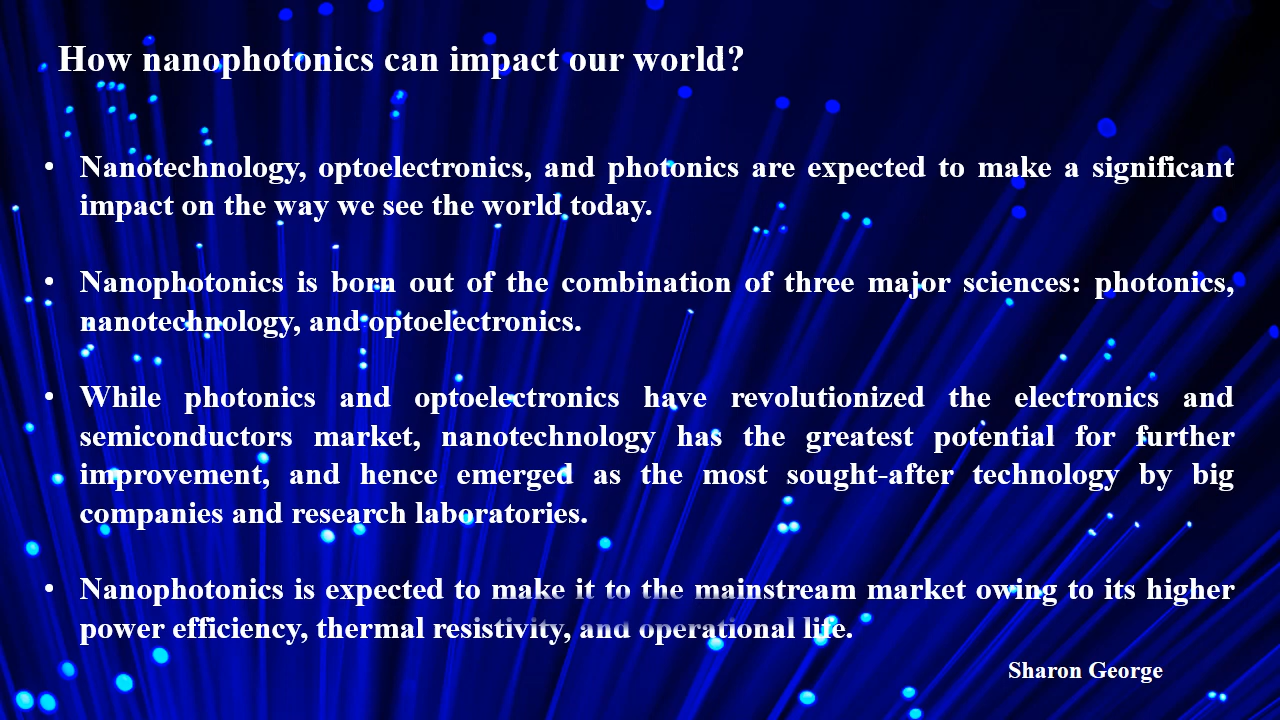 How nanophotonics can impact our world?
• Nanotechnology, optoelectronics, and photonics are expected to make a significant
impact on the way we see the world today.
• Nanophotonics is born out of the combination of three major sciences: photonics,
nanotechnology, and optoelectronics.
• While photonics and optoelectronics have revolutionized the electronics and
semiconductors market, nanotechnology has the greatest potential for further
improvement, and hence emerged as the most sought-after technology by big
companies and research laboratories.
• Nanophotonics is expected to make it to the mainstream market owing to its higher
power efficiency, thermal resistivity, and operational life.
Sharon George